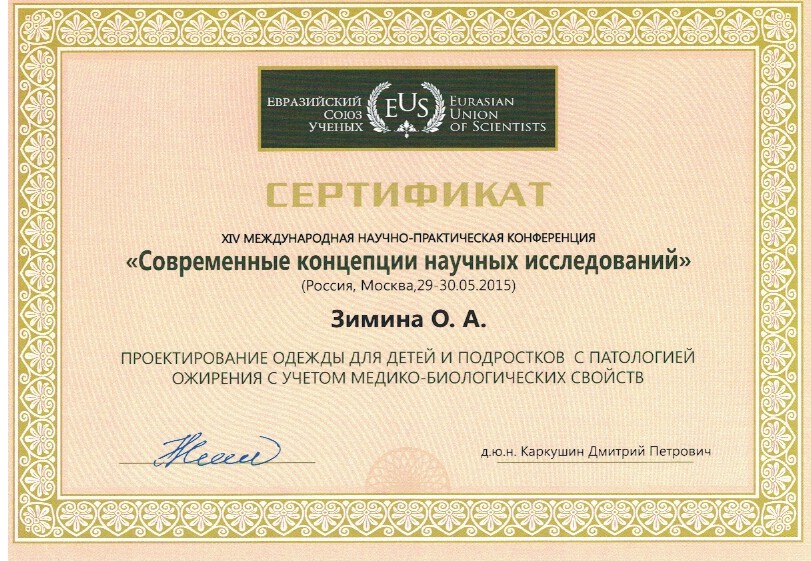 ЕВРАЗИЙСКИЙ
СОЮЗ
УЧЕНЫХ
EUS
EURASIAN
UNION
OF SCIENTISTS
СЕРТИФИКАТ
XIV МЕЖДУНАРОДНАЯ НАУЧНО-ПРАКТИЧЕСКАЯ КОНФЕРЕНЦИЯ
«Современные концепции научных исследований»
(Россия, Москва,29-30.05.2015)
Зимина О. А.
ПРОЕКТИРОВАНИЕ ОДЕЖДЫ ДЛЯ ДЕТЕЙ И ПОДРОСТКОВ С ПАТОЛОГИЕЙ
ОЖИРЕНИЯ С УЧЕТОМ МЕДИКО-БИОЛОГИЧЕСКИХ СВОЙСТВ
д.ю.н. Каркушин Дмитрий Петрович